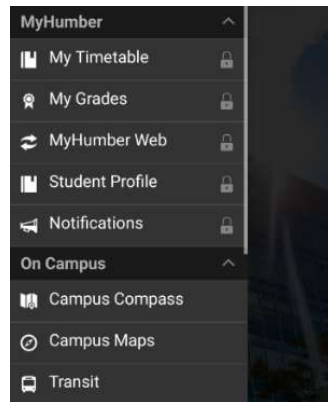 MyHumber
My Timetable
My Grades
MyHumber Web
Student Profile
Notifications
On Campus
Campus Compass
Campus Maps
Transit